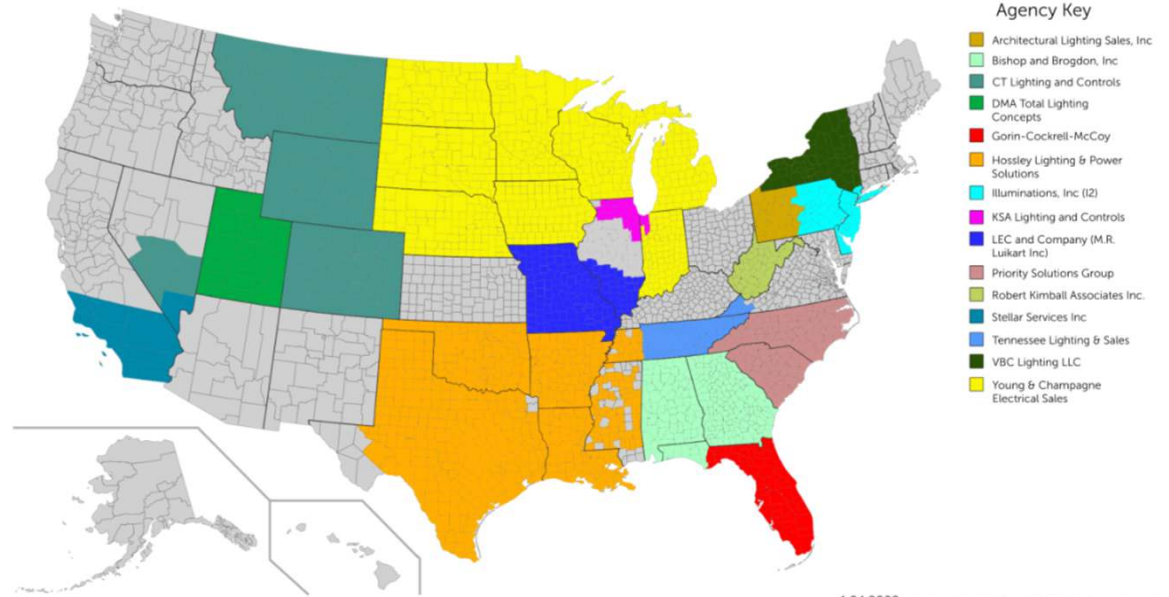 Agency Key
Architectural Lighting Sales, Inc
Bishop and Brogdon, Inc
CT Lighting and Controls
DMA Total Lighting
Concepts
Gorin-Cockrell-McCoy
Hossley Lighting & Power
Solutions
Illuminations, Inc (I2)
KSA Lighting and Controls
LEC and Company (M.R.
Luikart Inc)
Priority Solutions Group
Robert Kimball Associates Inc.
Stellar Services Inc
Tennessee Lighting & Sales
VBC Lighting LLC
Young & Champagne
Electrical Sales